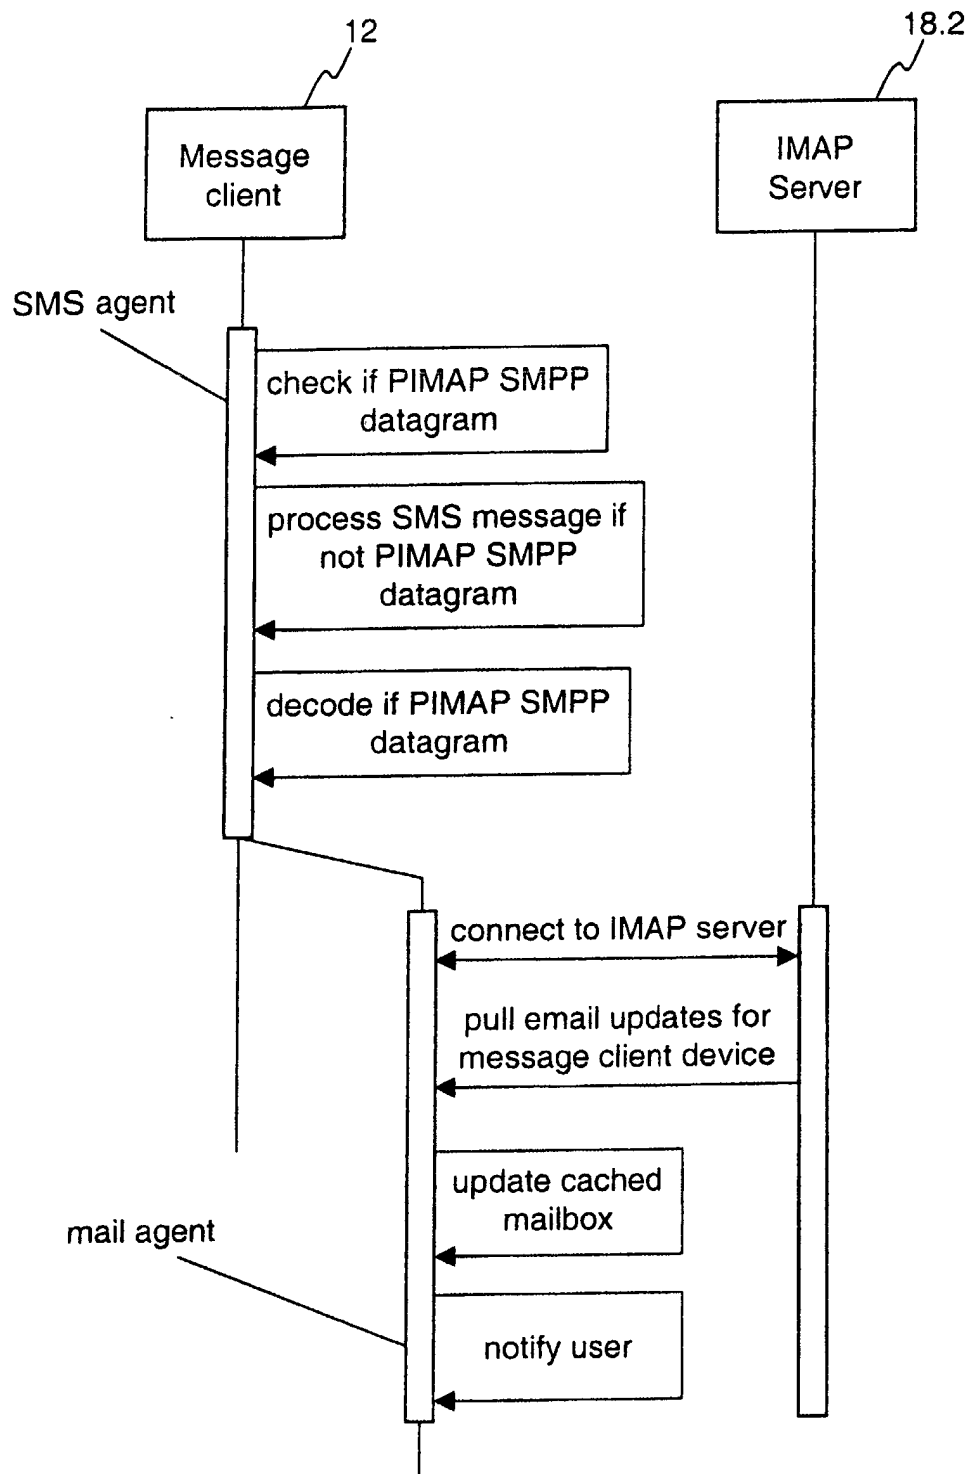 12
18.2
Message
client
IMAP
Server
SMS agent
check if PIMAP SMPP
datagram
process SMS message if
not PIMAP SMPP
datagram
decode if PIMAP SMPP
datagram
connect to IMAP server
pull email updates for
message client device
update cached
mailbox
mail agent
notify user